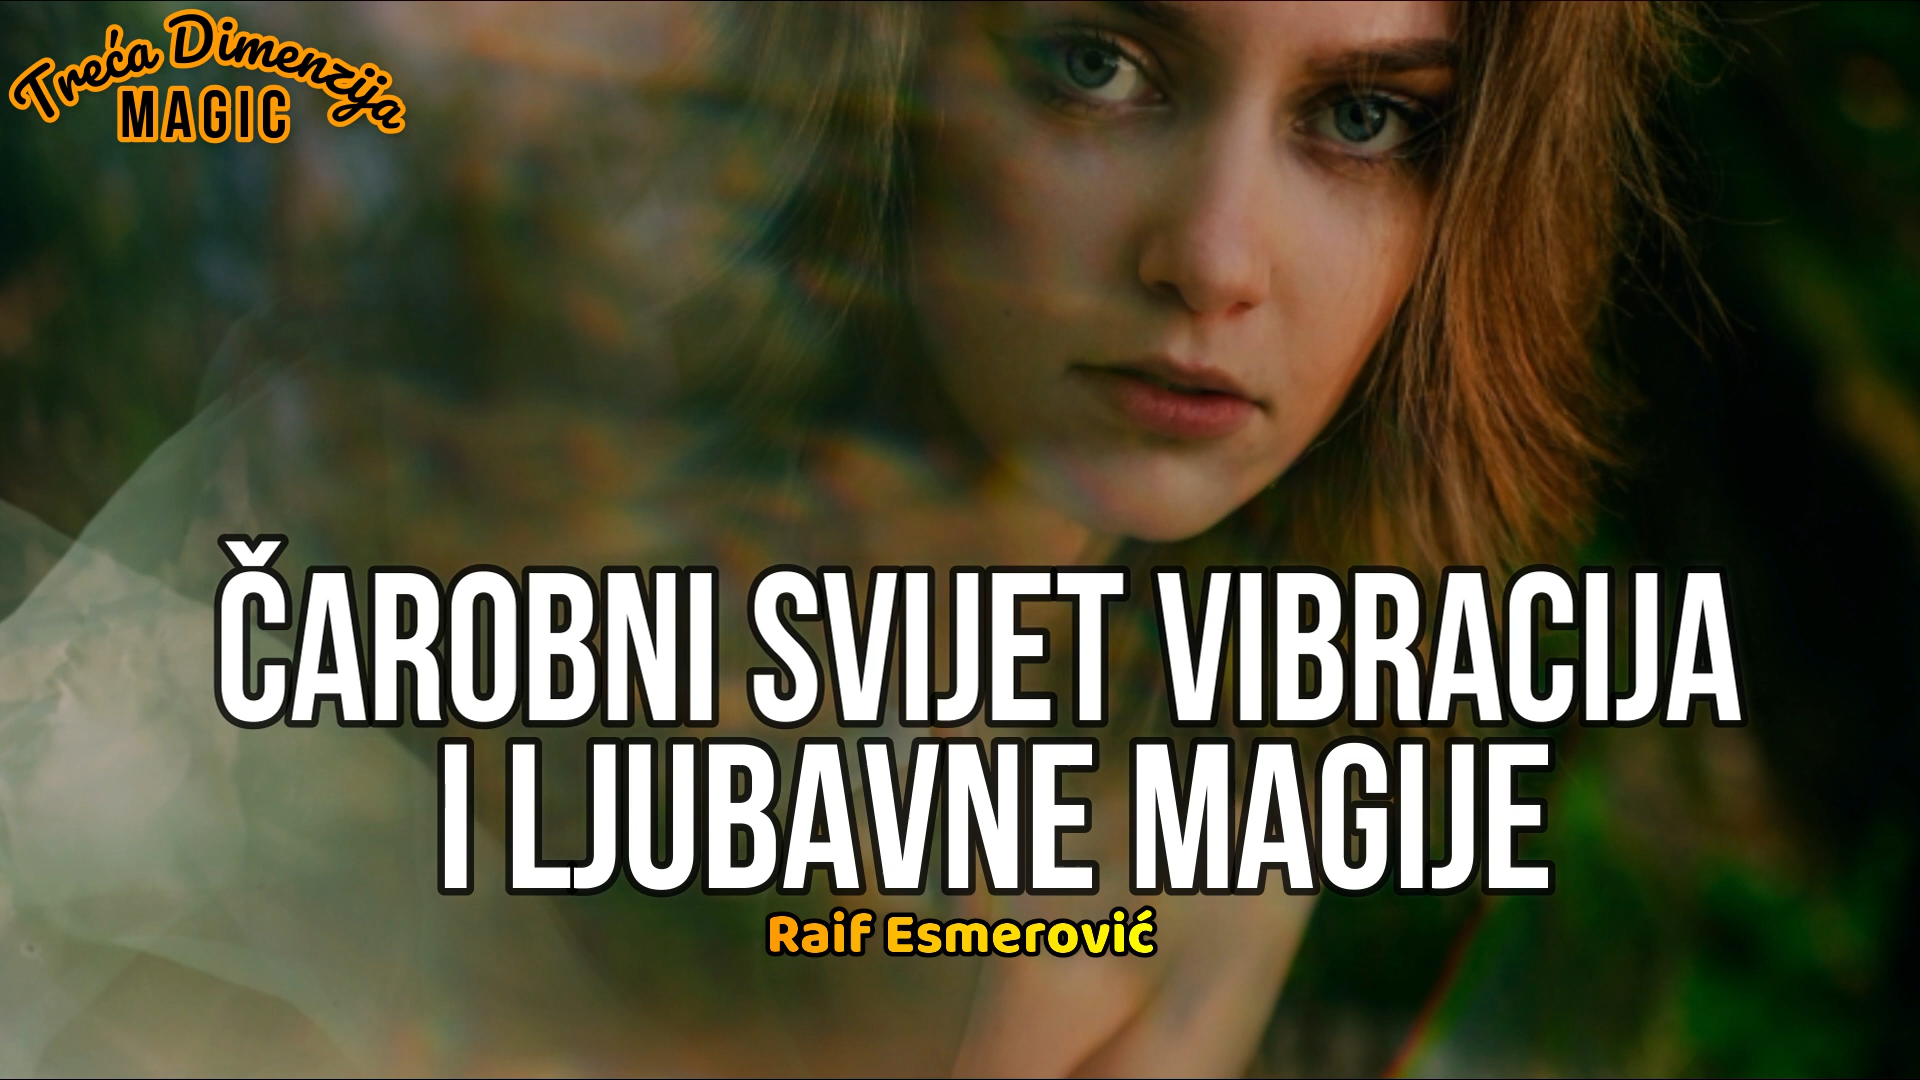 Treća Dimenzija
MAGIC
ČAROBNI SVIJET VIBRACIJA
I LJUBAVNE MAGIJE
Raif Esmerović